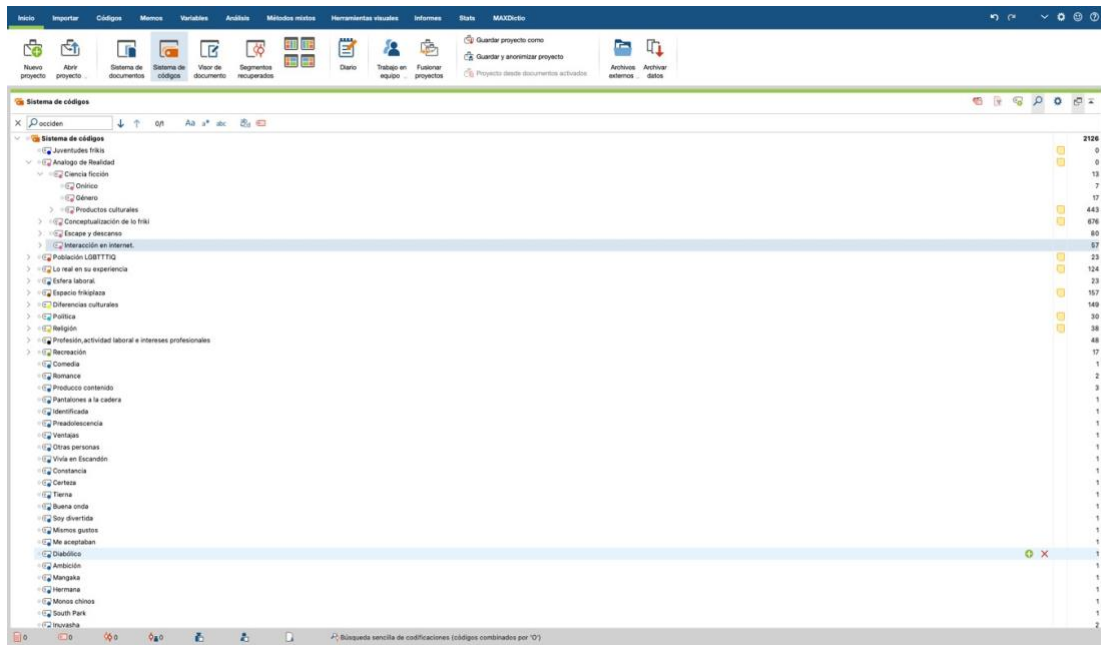 Inicio Importar Códigos Memos Variables Análisis Métodos mixtos Herramientas visuales Informes Stats MAXDictio
Nuevo proyecto
Abrir proyecto ...
Sistema de documentos
Sistema de códigos
Visor de documento
Segmentos recuperados
Diario
Trabajo en equipo ...
Fusionar proyectos
Guardar proyecto como
Guardar y anonimizar proyecto
Proyecto desde documentos activados
Archivos externos ...
Archivar datos
Sistema de códigos
occiden 0/1 Aa a* abc
Sistema de códigos 2126
Juventudes frikis 0
Analogo de Realidad 0
Ciencia ficción 13
Onírico 7
Género 17
Productos culturales 443
Conceptualización de lo friki 676
Escape y descanso 80
Interacción en internet. 57
Población LGBTTTIQ 23
Lo real en su experiencia 124
Esfera laboral. 23
Espacio frikiplaza 157
Diferencias culturales 149
Política 30
Religión 38
Profesión,actividad laboral e intereses profesionales 48
Recreación 17
Comedia 1
Romance 2
Producco contenido 3
Pantalones a la cadera 1
Identificada 1
Preadolescencia 1
Ventajas 1
Otras personas 1
Vivía en Escandón 1
Constancia 1
Certeza 1
Tierna 1
Buena onda 1
Soy divertida 1
Mismos gustos 1
Me aceptaban 1
Diabólico 1
Ambición 1
Mangaka 1
Hermana 1
Monos chinos 1
South Park 1
Inuyasha 2
0 0 0 0 Búsqueda sencilla de codificaciones (códigos combinados por 'O')